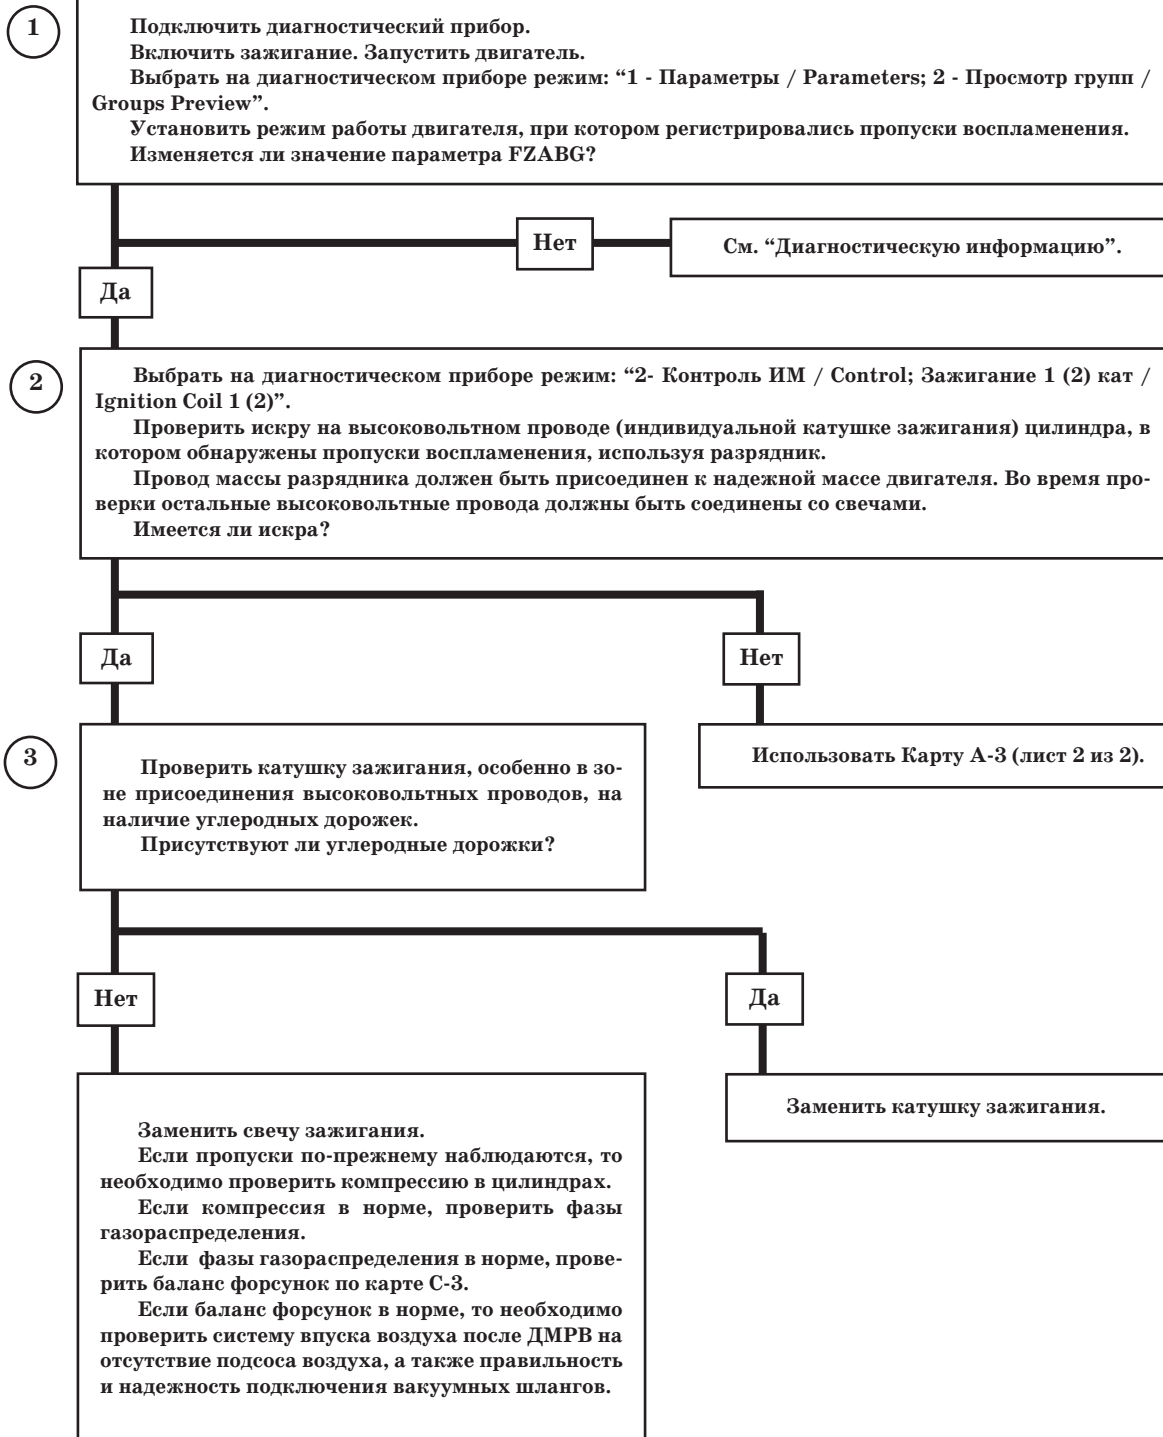 1
Подключить диагностический прибор.
Включить зажигание. Запустить двигатель.
Выбрать на диагностическом приборе режим: “1 - Параметры / Parameters; 2 - Просмотр групп /
Groups Preview”.
Установить режим работы двигателя, при котором регистрировались пропуски воспламенения.
Изменяется ли значение параметра FZABG?
Нет
См. “Диагностическую информацию”.
Да
2
Выбрать на диагностическом приборе режим: “2- Контроль ИМ / Control; Зажигание 1 (2) кат /
Ignition Coil 1 (2)”.
Проверить искру на высоковольтном проводе (индивидуальной катушке зажигания) цилиндра, в
котором обнаружены пропуски воспламенения, используя разрядник.
Провод массы разрядника должен быть присоединен к надежной массе двигателя. Во время про-
верки остальные высоковольтные провода должны быть соединены со свечами.
Имеется ли искра?
Да
Нет
3
Проверить катушку зажигания, особенно в зо-
не присоединения высоковольтных проводов, на
наличие углеродных дорожек.
Присутствуют ли углеродные дорожки?
Использовать Карту А-3 (лист 2 из 2).
Нет
Да
Заменить свечу зажигания.
Если пропуски по-прежнему наблюдаются, то
необходимо проверить компрессию в цилиндрах.
Если компрессия в норме, проверить фазы
газораспределения.
Если фазы газораспределения в норме, прове-
рить баланс форсунок по карте С-3.
Если баланс форсунок в норме, то необходимо
проверить систему впуска воздуха после ДМРВ на
отсутствие подсоса воздуха, а также правильность
и надежность подключения вакуумных шлангов.
Заменить катушку зажигания.